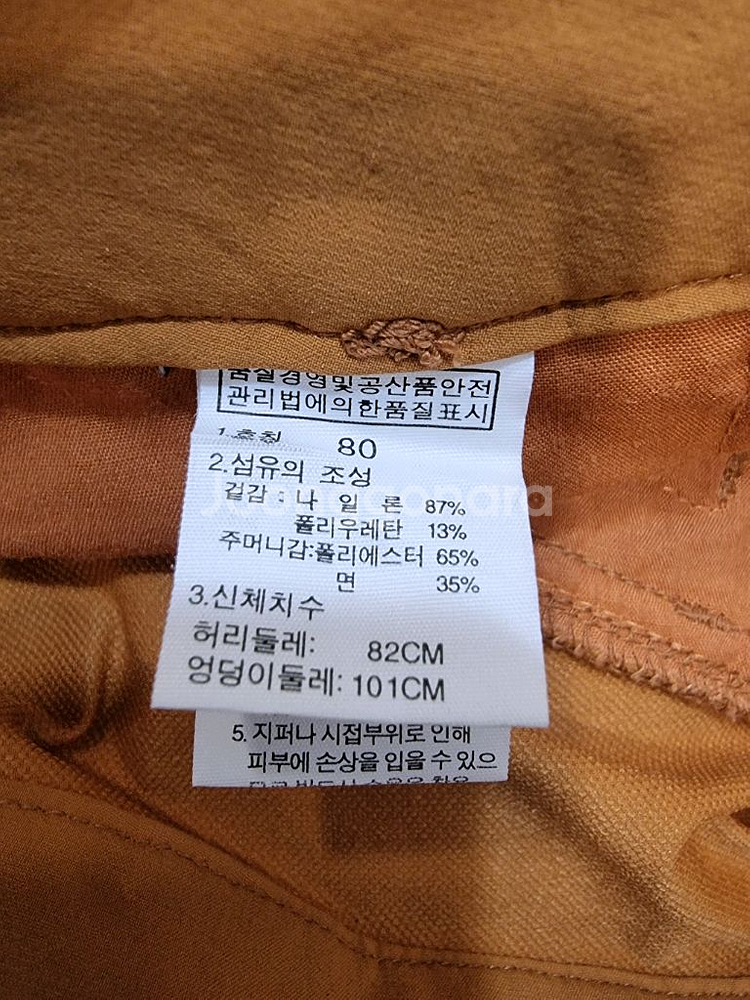 품질경영및공산품안전
관리법에의한품질표시
1.호칭 80
2.섬유의 조성
겉감 : 나 일 론 87%
폴리우레탄 13%
주머니감:폴리에스터 65%
면 35%
3.신체치수
허리둘레: 82CM
엉덩이둘레: 101CM
5. 지퍼나 시접부위로 인해
피부에 손상을 입을 수 있으